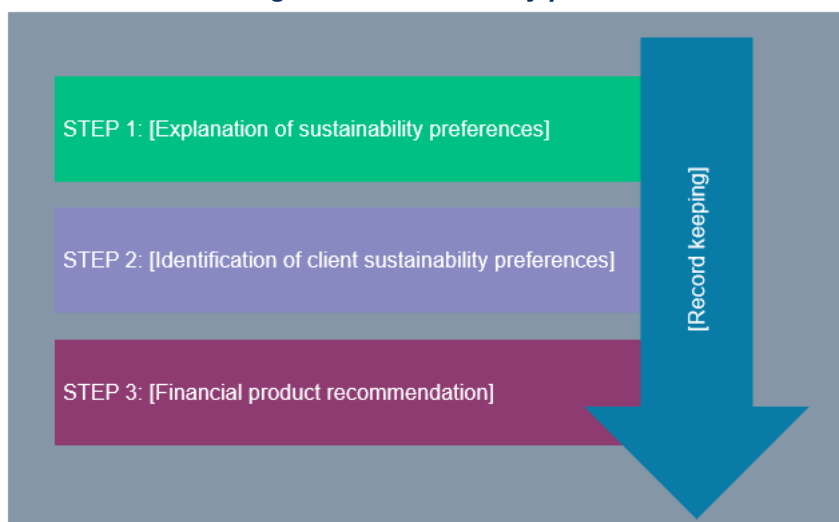 STEP 1: [Explanation of sustainability preferences]
STEP 2: [Identification of client sustainability preferences]
STEP 3: [Financial product recommendation]
[Record keeping]